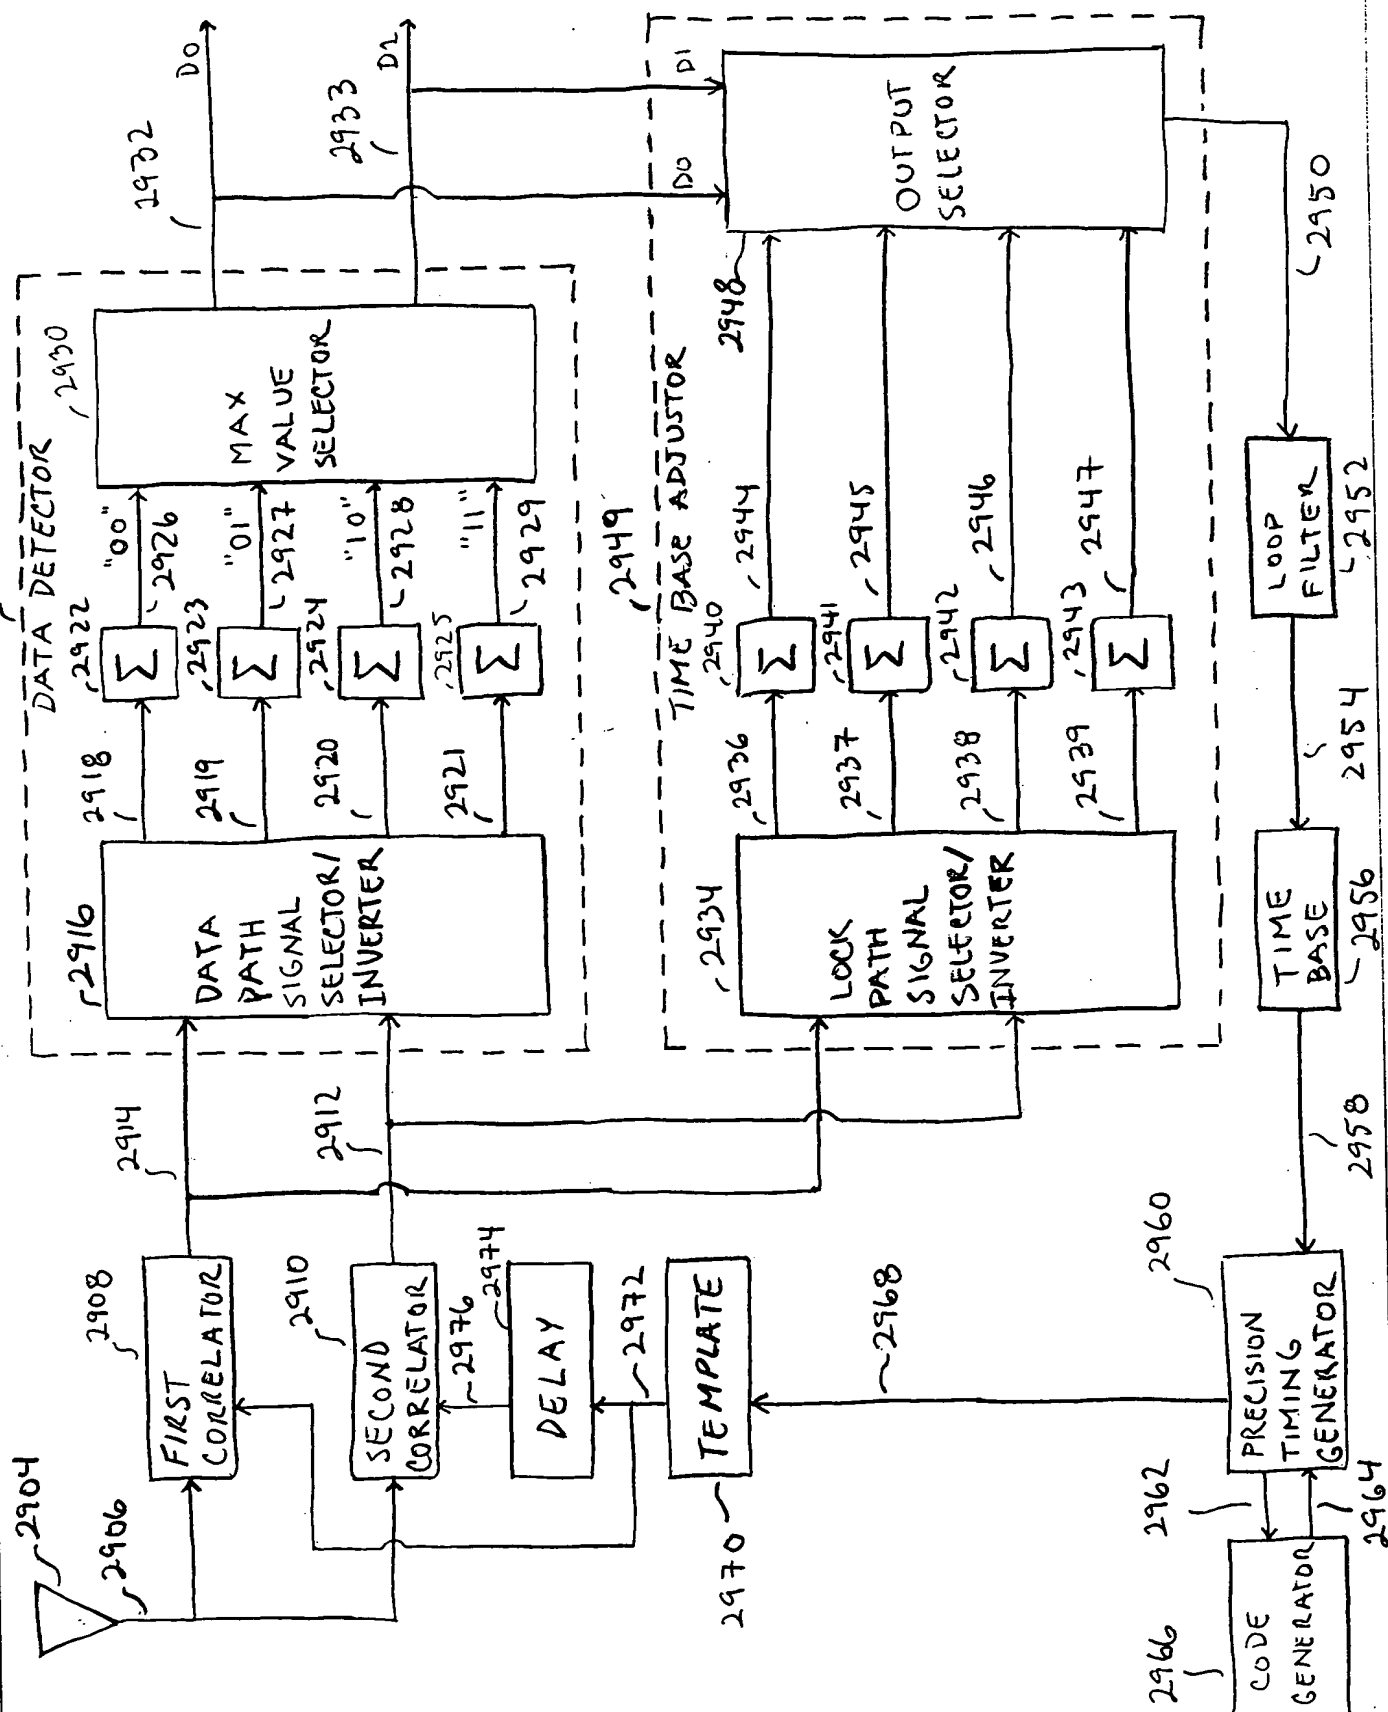 2904
2906
2908
FIRST
CORRELATOR
2910
SECOND
CORRELATOR
2976
2974
DELAY
2972
2970
TEMPLATE
2968
2966
CODE
GENERATOR
2962
2964
2960
PRECISION
TIMING
GENERATOR
2958
2914
2912
DATA DETECTOR
2916
DATA
PATH
SIGNAL
SELECTOR/
INVERTER
2918
2919
2920
2921
2922
Σ
2923
Σ
2924
Σ
2925
Σ
"00"
2926
"01"
2927
"10"
2928
"11"
2929
2930
MAX
VALUE
SELECTOR
2932
D0
2933
D1
2949
TIME BASE ADJUSTOR
2934
LOCK
PATH
SIGNAL
SELECTOR/
INVERTER
2936
2937
2938
2939
2940
Σ
2941
Σ
2942
Σ
2943
Σ
2944
2945
2946
2947
2948
D0
D1
OUTPUT
SELECTOR
2950
LOOP
FILTER
2952
2954
TIME
BASE
2956